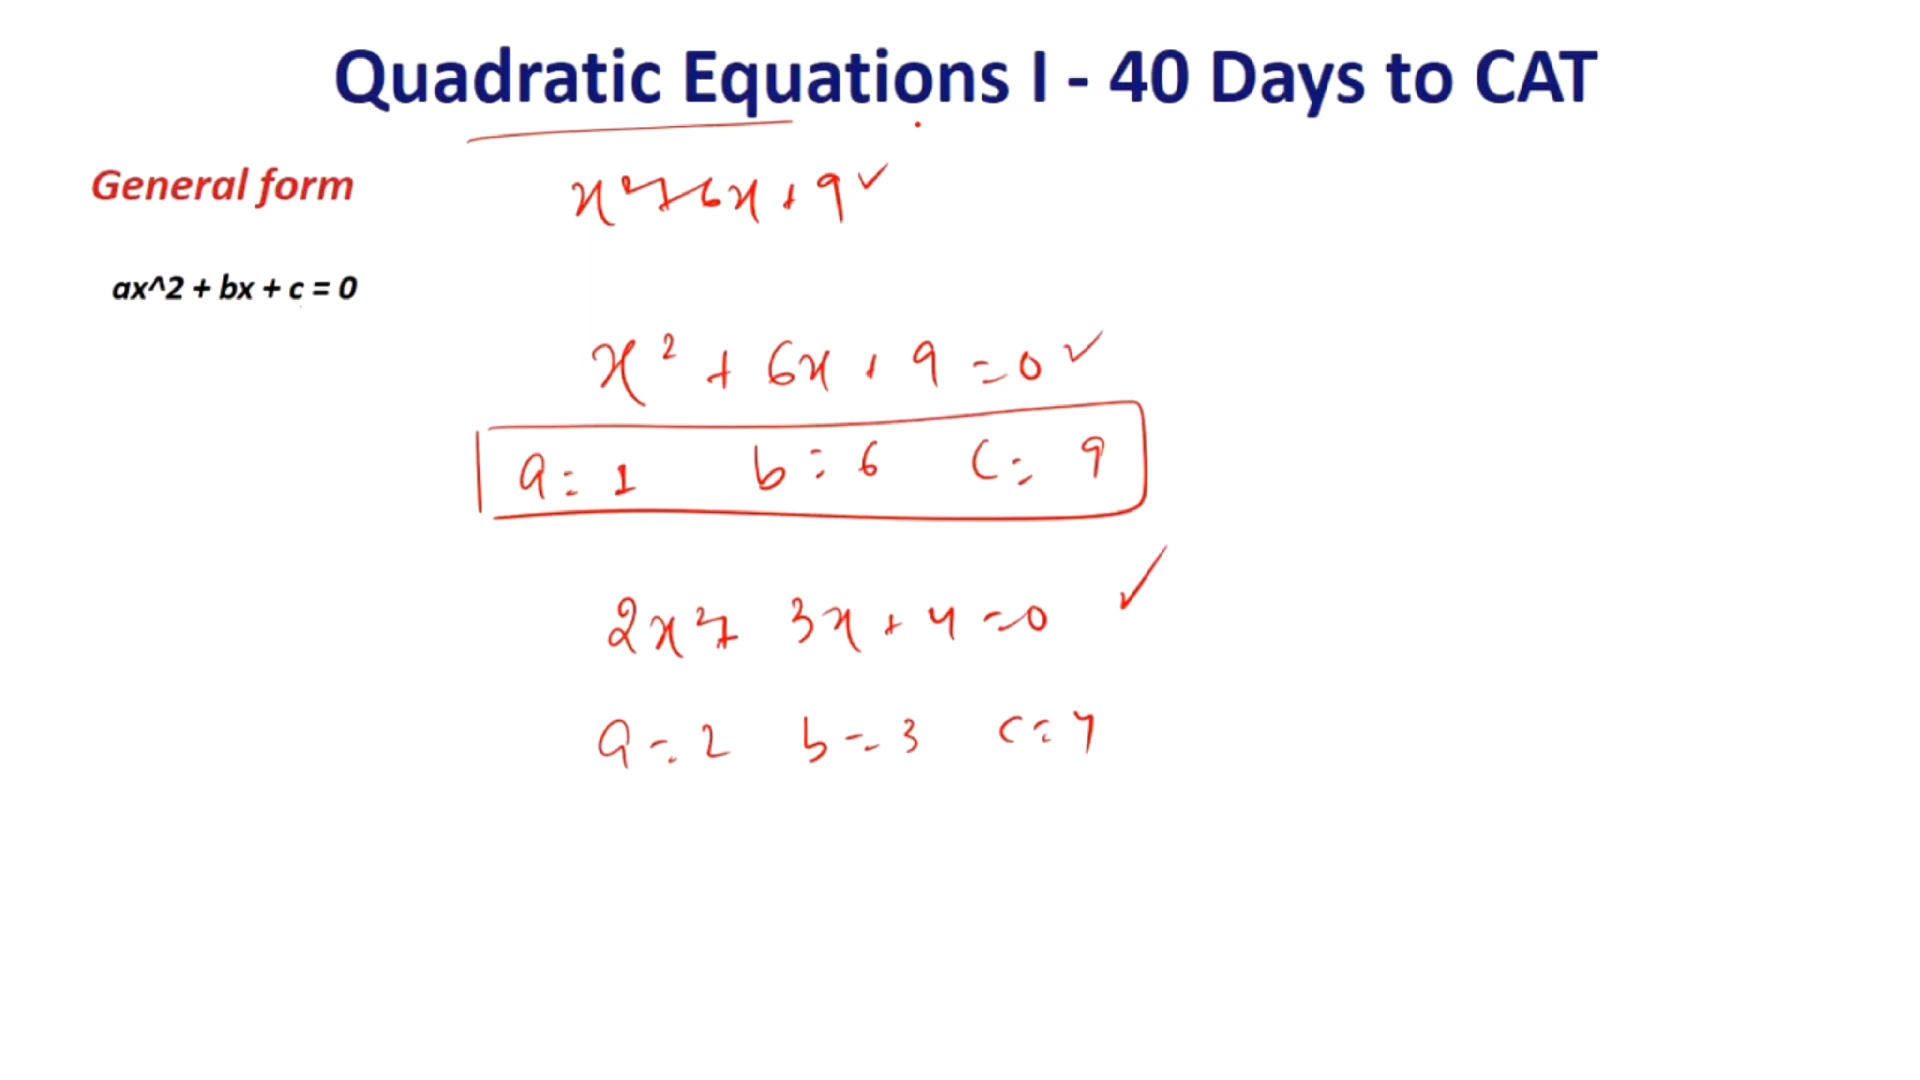 Quadratic Equations I - 40 Days to CAT
General form
x² + 6x + 9 ✓
ax^2 + bx + c = 0
x² + 6x + 9 = 0 ✓
a = 1 b = 6 c = 9
2x² + 3x + 4 = 0 ✓
a = 2 b = 3 c = 4